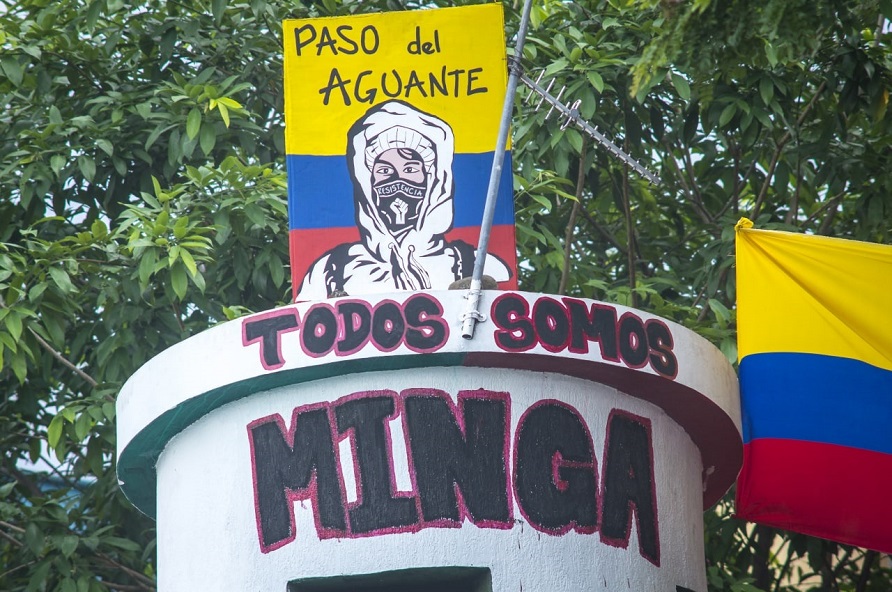 PASO del
AGUANTE
RESISTENCIA
TODOS SOMOS
MINGA